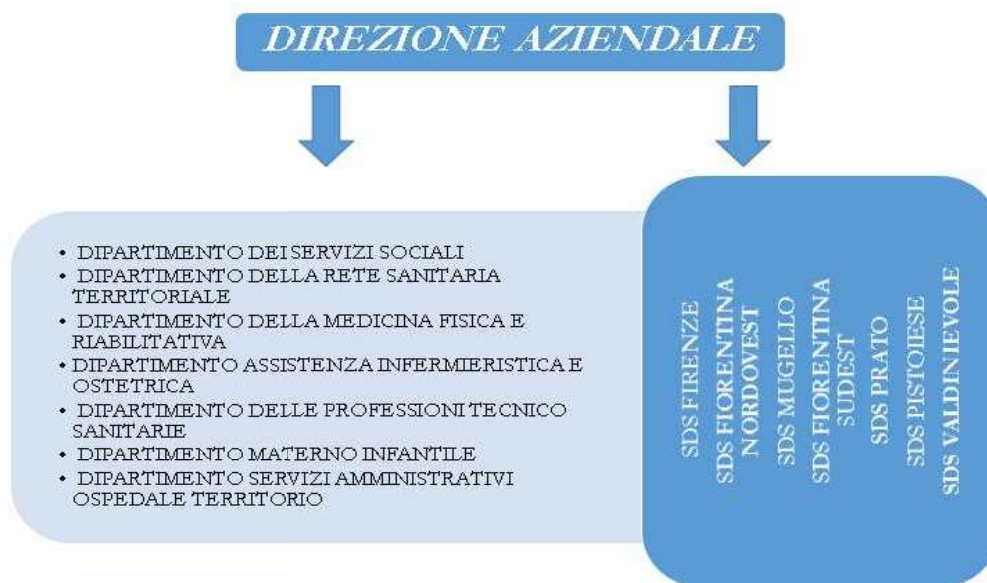 DIREZIONE AZIENDALE
• DIPARTIMENTO DEI SERVIZI SOCIALI
• DIPARTIMENTO DELLA RETE SANITARIA
TERRITORIALE
• DIPARTIMENTO DELLA MEDICINA FISICA E
RIABILITATIVA
• DIPARTIMENTO ASSISTENZA INFERMIERISTICA E
OSTETRICA
• DIPARTIMENTO DELLE PROFESSIONI TECNICO
SANITARIE
• DIPARTIMENTO MATERNO INFANTILE
• DIPARTIMENTO SERVIZI AMMINISTRATIVI
OSPEDALE TERRITORIO
SDS FIRENZE
SDS FIORENTINA
NORDOVEST
SDS MUGELLO
SDS FIORENTINA
SUDEST
SDS PRATO
SDS PISTOIESE
SDS VALDINIEVOLE